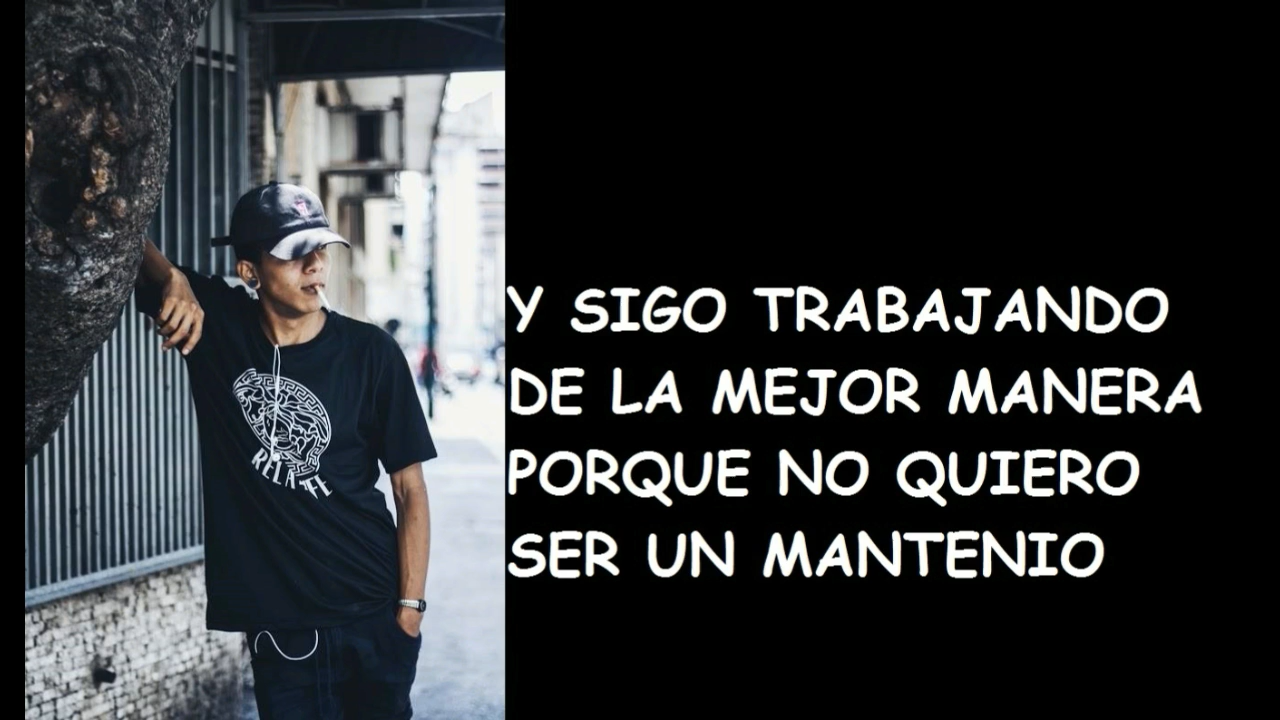 Y SIGO TRABAJANDO
DE LA MEJOR MANERA
PORQUE NO QUIERO
SER UN MANTENIO